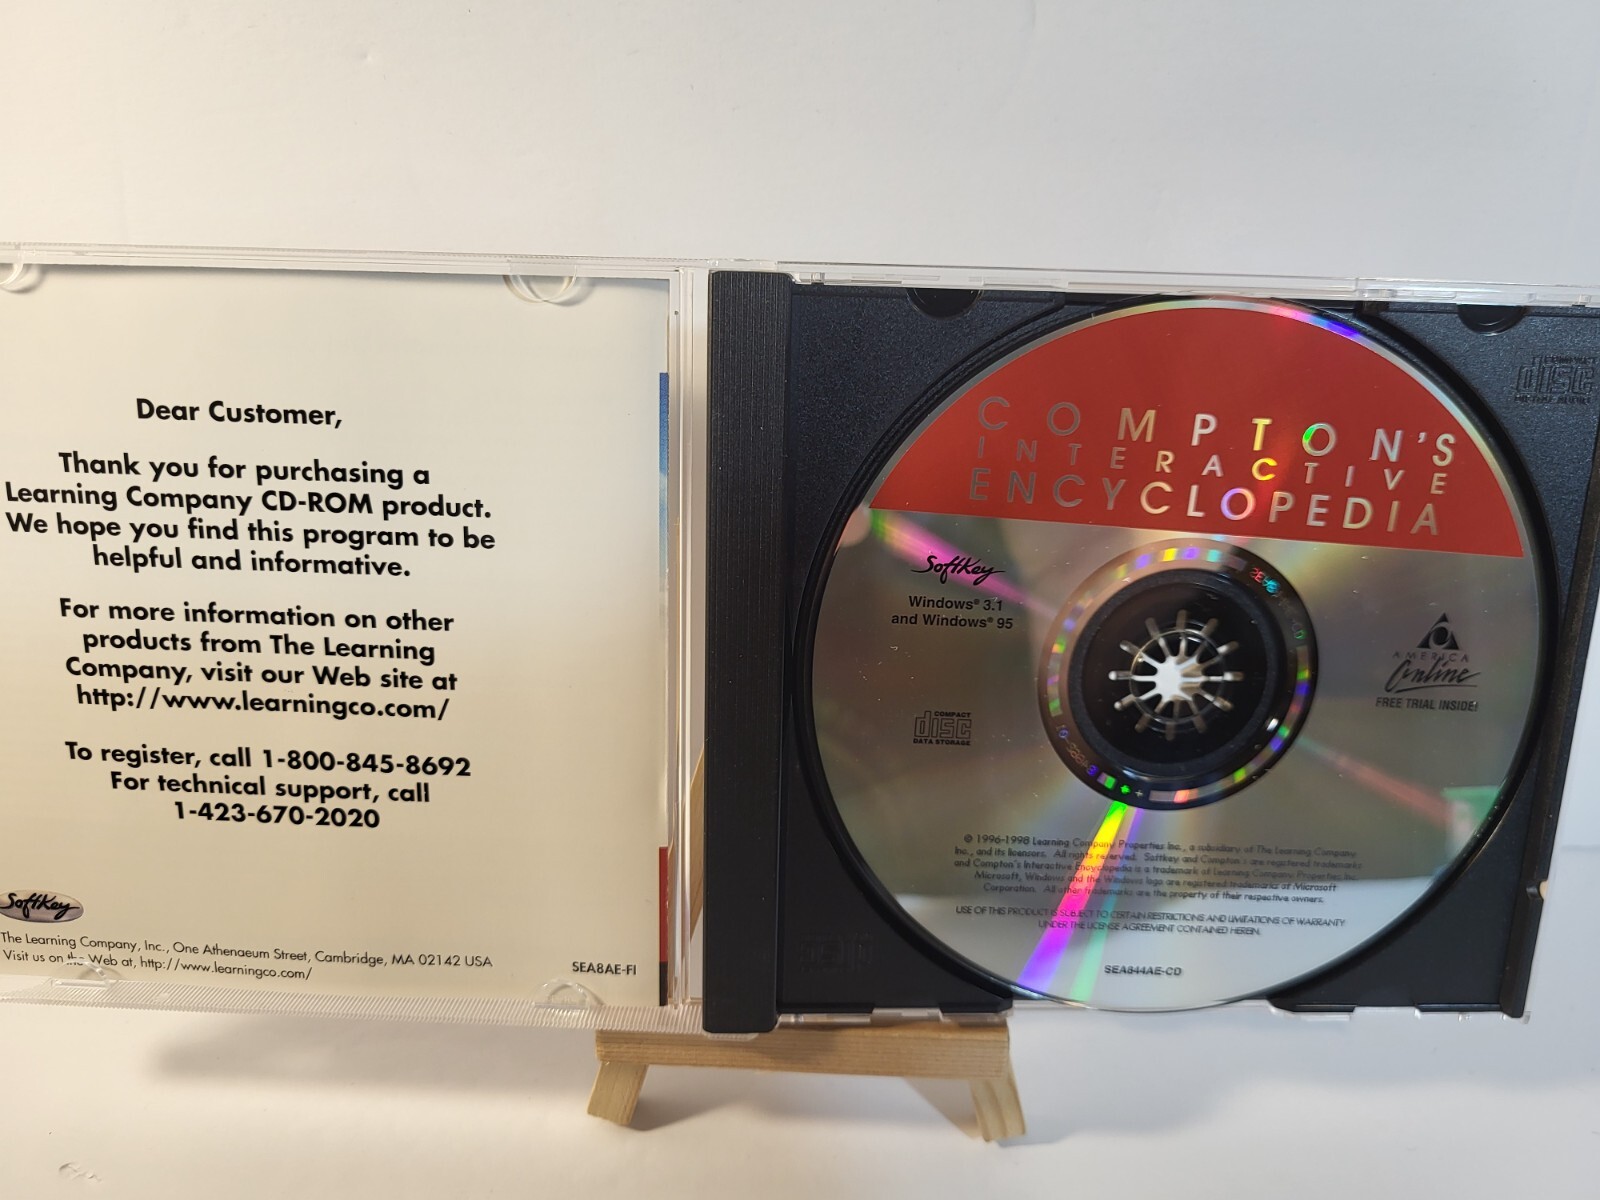 Dear Customer,
Thank you for purchasing a
Learning Company CD-ROM product.
We hope you find this program to be
helpful and informative.
For more information on other
products from The Learning
Company, visit our Web site at
http://www.learningco.com/
To register, call 1-800-845-8692
For technical support, call
1-423-670-2020
SoftKey
The Learning Company, Inc., One Athenaeum Street, Cambridge, MA 02142 USA
Visit us on the Web at, http://www.learningco.com/
SEA8AE-FI
COMPTON'S
INTERACTIVE
ENCYCLOPEDIA
SoftKey
Windows® 3.1
and Windows® 95
COMPACT
disc
DATA STORAGE
AMERICA
Online
FREE TRIAL INSIDE!
© 1996-1998 Learning Company Properties Inc., a subsidiary of The Learning Company
Inc., and its licensors. All rights reserved. Softkey and Compton's are registered trademarks
and Compton's Interactive Encyclopedia is a trademark of Learning Company Properties Inc.
Microsoft, Windows and the Windows logo are registered trademarks of Microsoft
Corporation. All other trademarks are the property of their respective owners.
USE OF THIS PRODUCT IS SUBJECT TO CERTAIN RESTRICTIONS AND LIMITATIONS OF WARRANTY
UNDER THE LICENSE AGREEMENT CONTAINED HEREIN.
SEA844AE-CD
COMPACT
disc
DIGITAL AUDIO